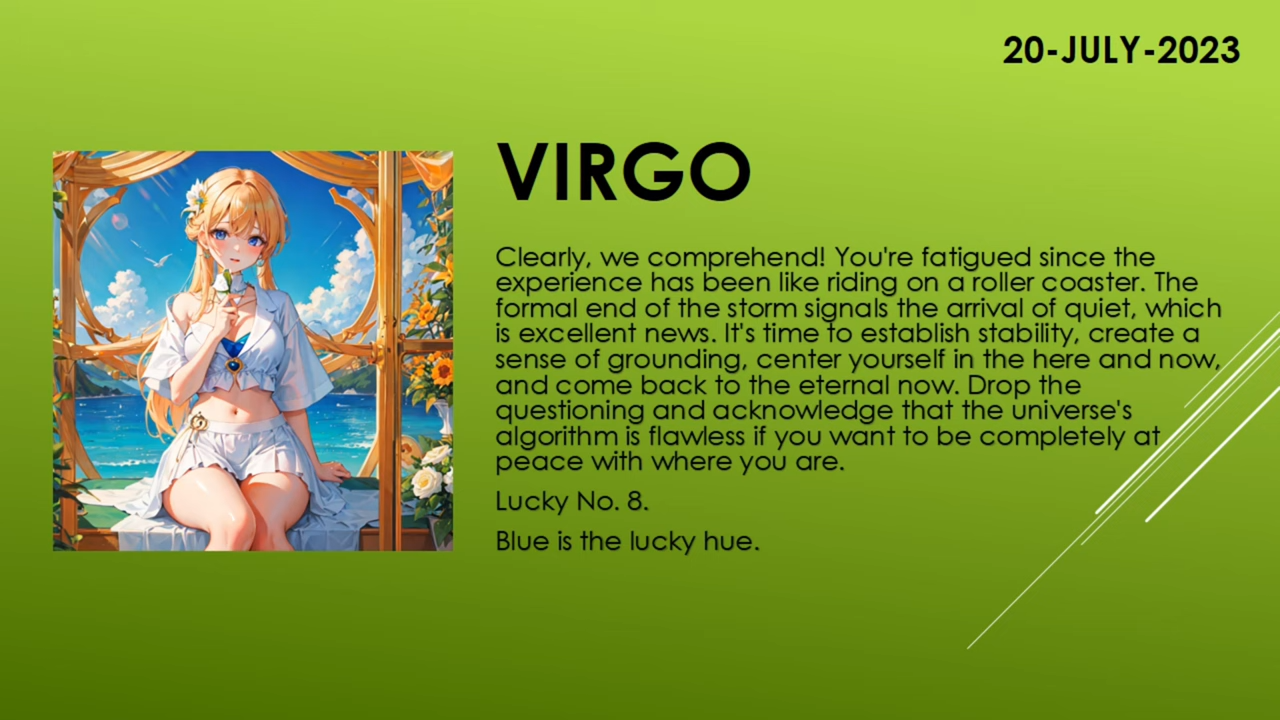 20-JULY-2023
VIRGO
Clearly, we comprehend! You're fatigued since the
experience has been like riding on a roller coaster. The
formal end of the storm signals the arrival of quiet, which
is excellent news. It's time to establish stability, create a
sense of grounding, center yourself in the here and now,
and come back to the eternal now. Drop the
questioning and acknowledge that the universe's
algorithm is flawless if you want to be completely at
peace with where you are.
Lucky No. 8.
Blue is the lucky hue.